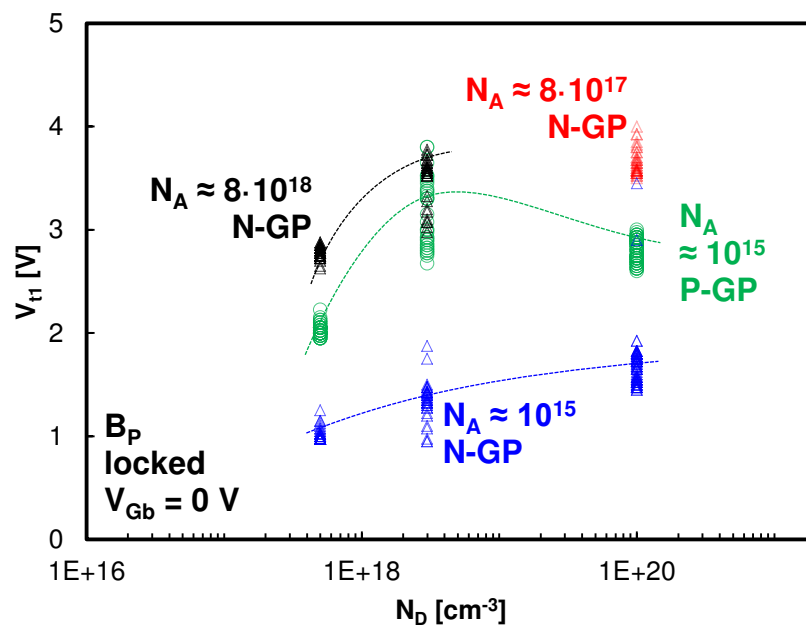 5
4
3
2
1
0
V_t1 [V]
N_A ≈ 8·10^17
N-GP
N_A ≈ 8·10^18
N-GP
N_A
≈ 10^15
P-GP
N_A ≈ 10^15
N-GP
B_P
locked
V_Gb = 0 V
1E+16
1E+18
1E+20
N_D [cm^-3]